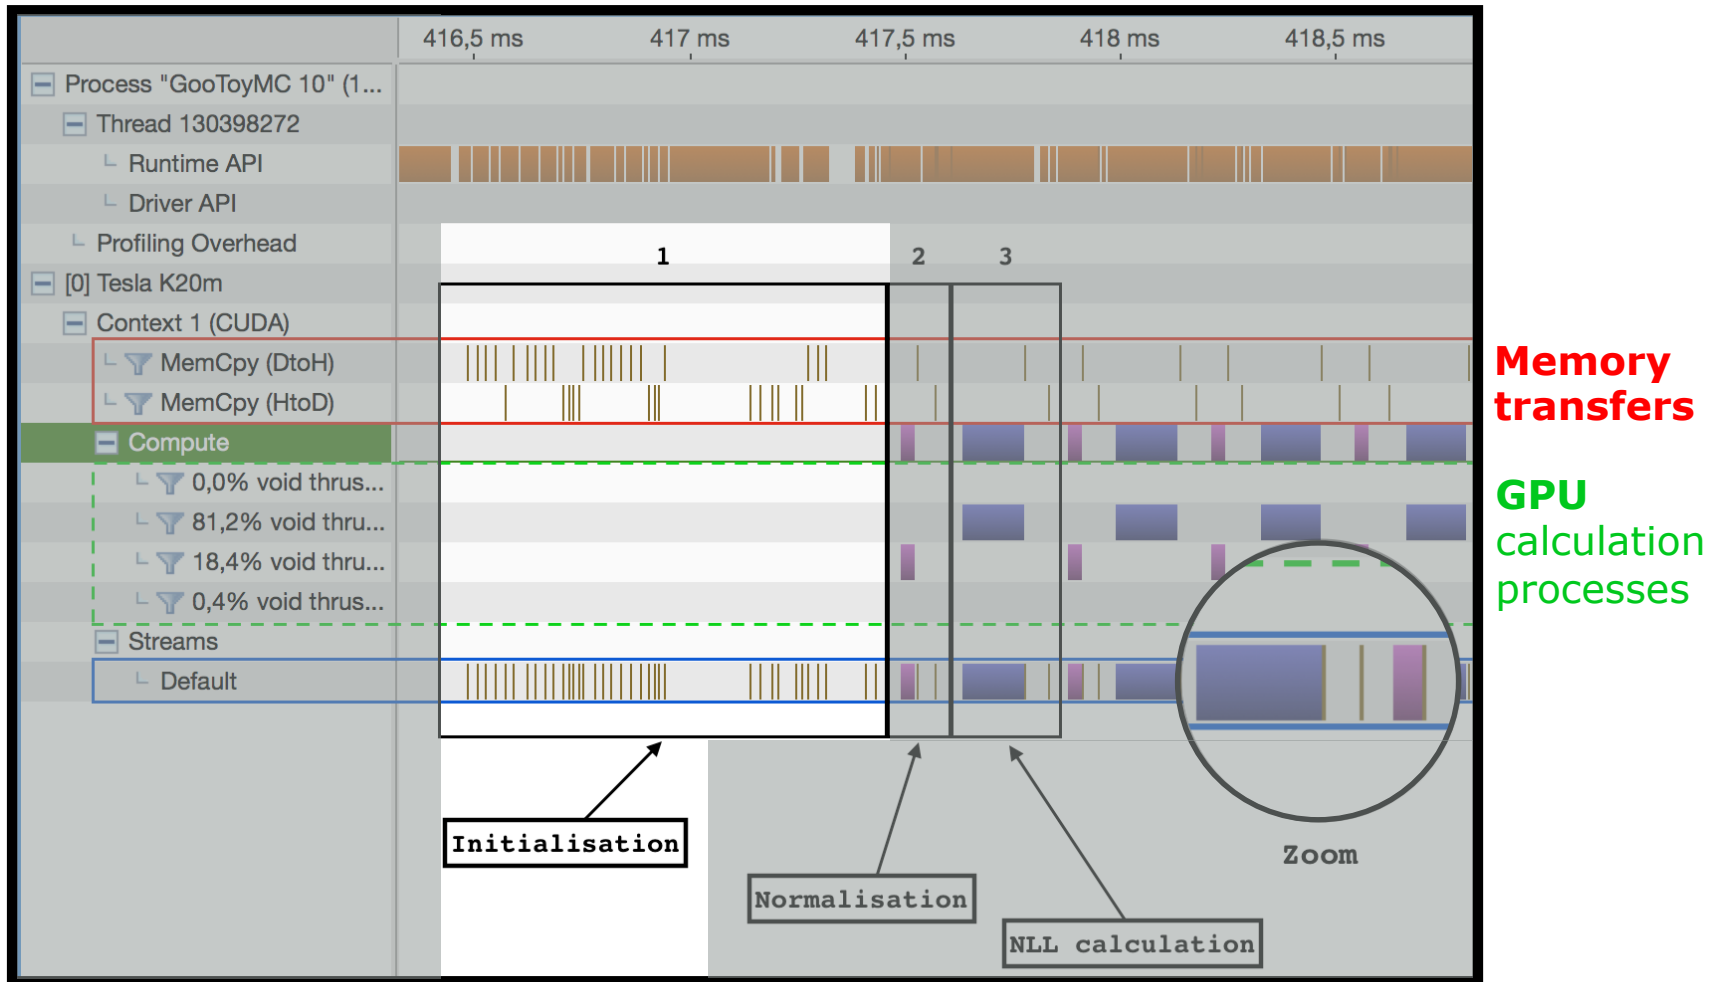 416,5 ms 417 ms 417,5 ms 418 ms 418,5 ms
Process "GooToyMC 10" (1...
Thread 130398272
Runtime API
Driver API
Profiling Overhead
1 2 3
[0] Tesla K20m
Context 1 (CUDA)
MemCpy (DtoH)
MemCpy (HtoD)
Memory
transfers
Compute
0,0% void thrus...
81,2% void thru...
18,4% void thru...
0,4% void thrus...
GPU
calculation
processes
Streams
Default
Initialisation
Normalisation
NLL calculation
Zoom